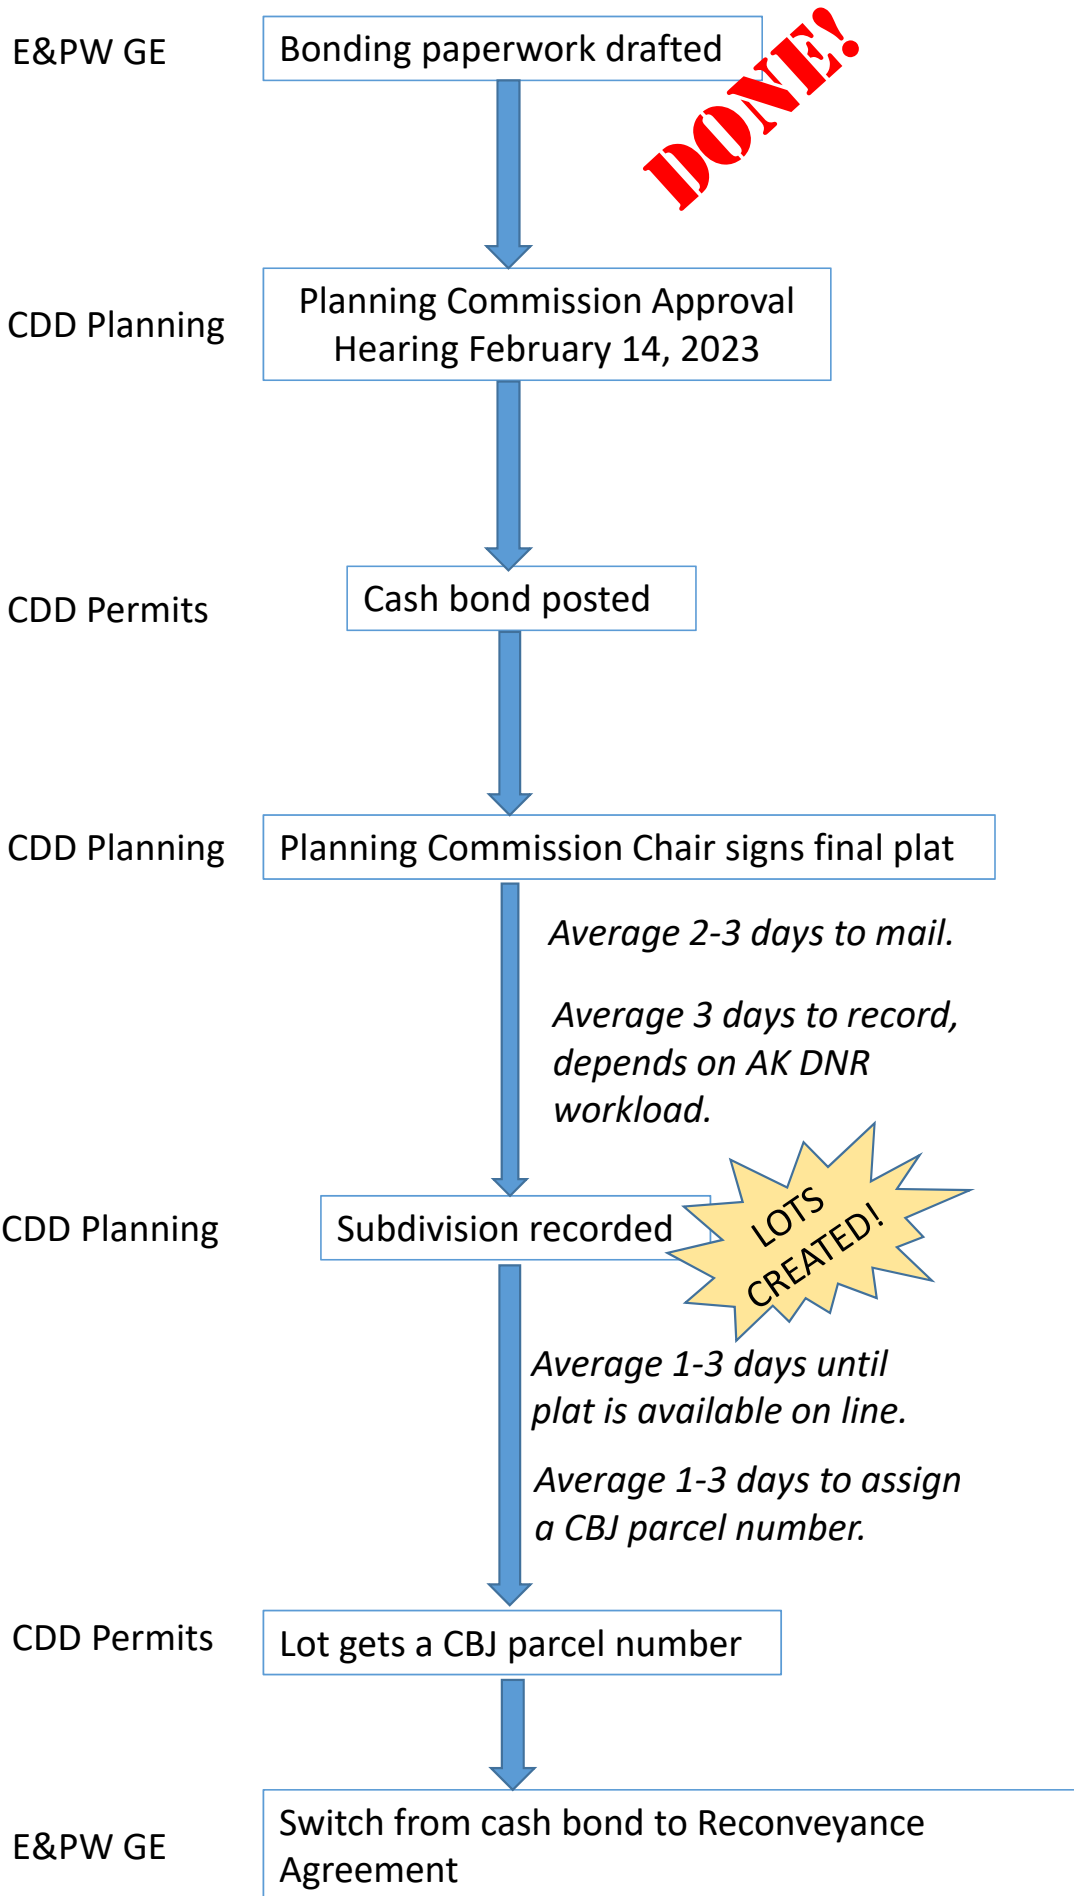 E&PW GE
Bonding paperwork drafted
DONE!
CDD Planning
Planning Commission Approval
Hearing February 14, 2023
CDD Permits
Cash bond posted
CDD Planning
Planning Commission Chair signs final plat
Average 2-3 days to mail.
Average 3 days to record,
depends on AK DNR
workload.
CDD Planning
Subdivision recorded
LOTS
CREATED!
Average 1-3 days until
plat is available on line.
Average 1-3 days to assign
a CBJ parcel number.
CDD Permits
Lot gets a CBJ parcel number
E&PW GE
Switch from cash bond to Reconveyance
Agreement